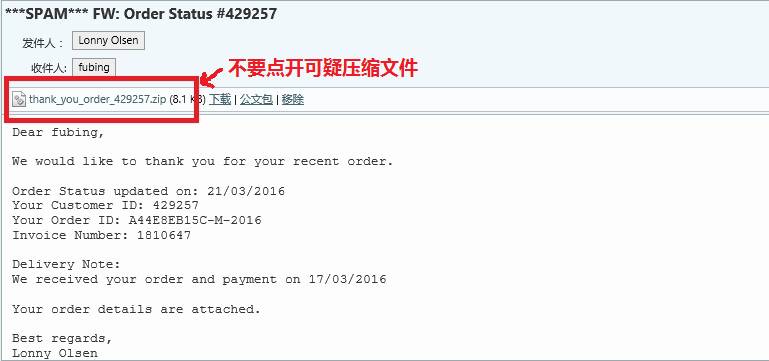 ***SPAM*** FW: Order Status #429257
发件人： Lonny Olsen
收件人: fubing
不要点开可疑压缩文件
thank_you_order_429257.zip (8.1 KB) 下载 | 公文包 | 移除
Dear fubing,
We would like to thank you for your recent order.
Order Status updated on: 21/03/2016
Your Customer ID: 429257
Your Order ID: A44E8EB15C-M-2016
Invoice Number: 1810647
Delivery Note:
We received your order and payment on 17/03/2016
Your order details are attached.
Best regards,
Lonny Olsen